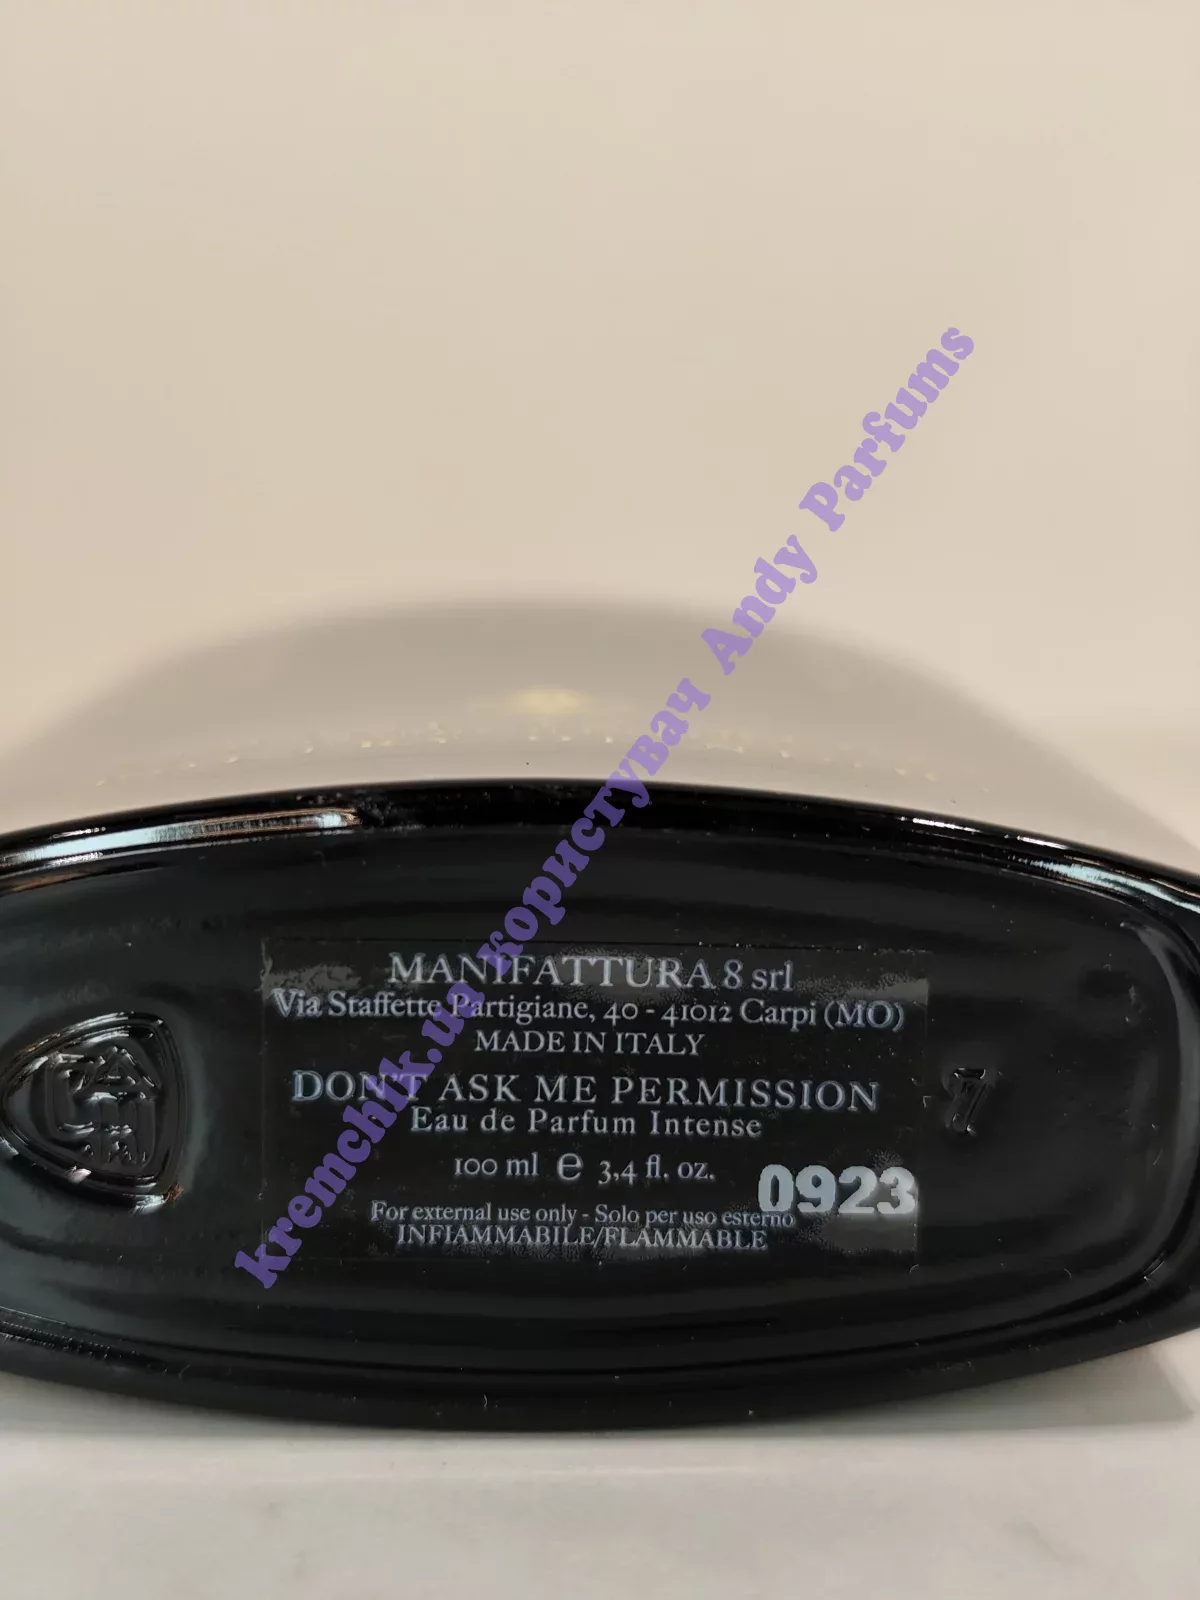 MANIFATTURA 8 srl
Via Staffette Partigiane, 40 - 41012 Carpi (MO)
MADE IN ITALY
DON'T ASK ME PERMISSION
Eau de Parfum Intense
100 ml e 3,4 fl. oz.
0923
For external use only - Solo per uso esterno
INFIAMMABILE/FLAMMABLE
kremchik.ua користувач Andy Parfums